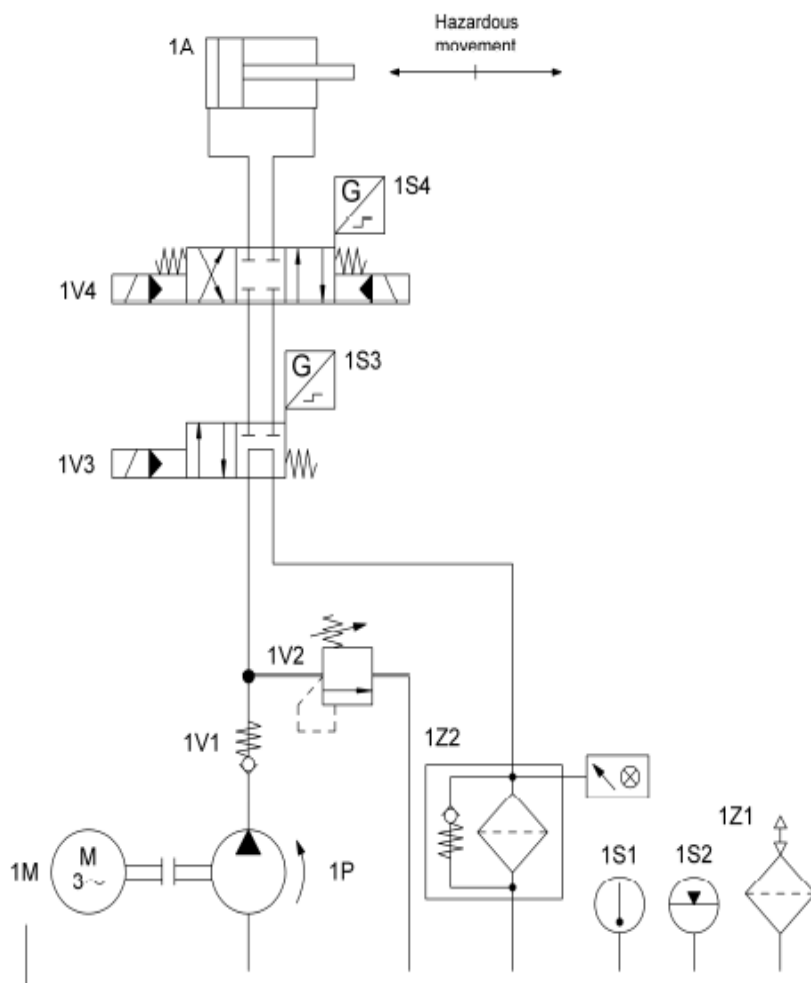 Hazardous
movement
1A
G 1S4
1V4
G 1S3
1V3
1V2
1V1
1Z2
1Z1
1M
M
3~
1P
1S1
1S2